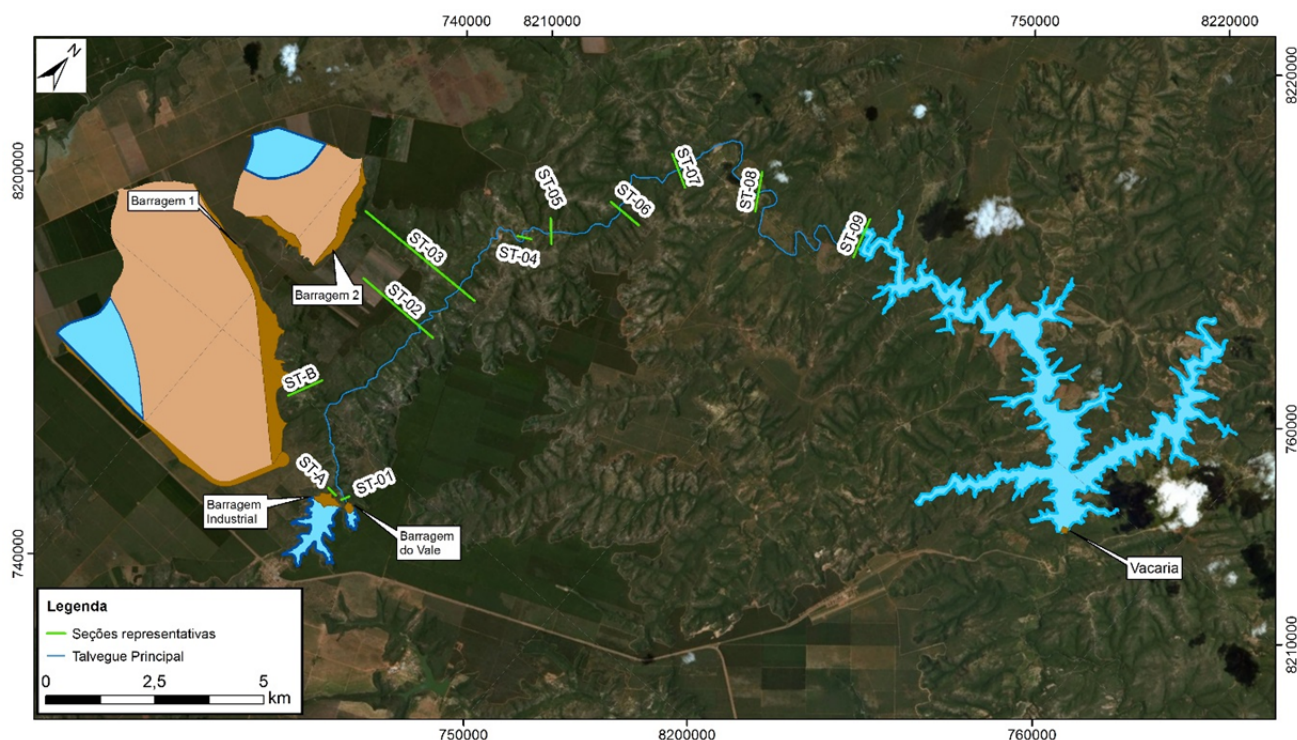 740000 8210000 750000 8220000
8220000
8200000
760000
740000
8210000
740000 8200000 760000
N
Barragem 1
Barragem 2
ST-03
ST-02
ST-B
ST-A
ST-01
ST-04
ST-05
ST-06
ST-07
ST-08
ST-09
Barragem
Industrial
Barragem
do Vale
Vacaria
Legenda
Seções representativas
Talvegue Principal
0 2,5 5
km